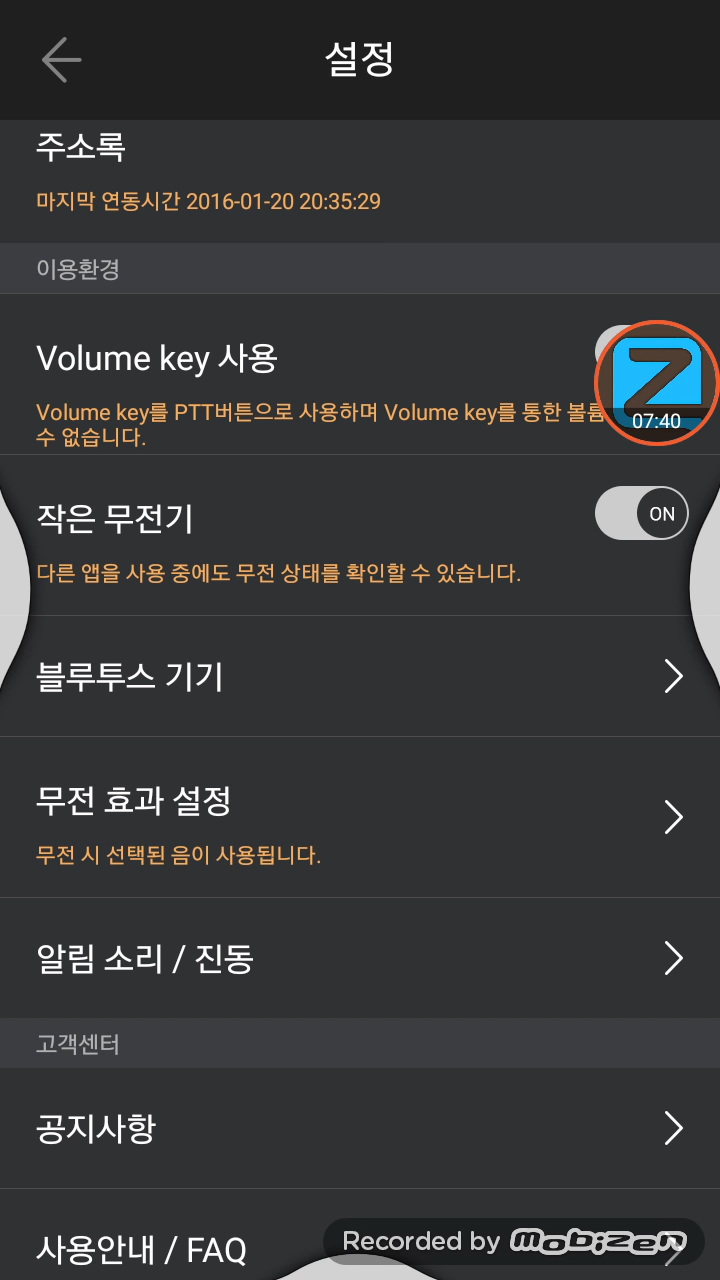 설정
주소록
마지막 연동시간 2016-01-20 20:35:29
이용환경
Volume key 사용
Volume key를 PTT버튼으로 사용하며 Volume key를 통한 볼륨
수 없습니다.
07:40
작은 무전기
ON
다른 앱을 사용 중에도 무전 상태를 확인할 수 있습니다.
블루투스 기기
무전 효과 설정
무전 시 선택된 음이 사용됩니다.
알림 소리 / 진동
고객센터
공지사항
사용안내 / FAQ
Recorded by mobizen